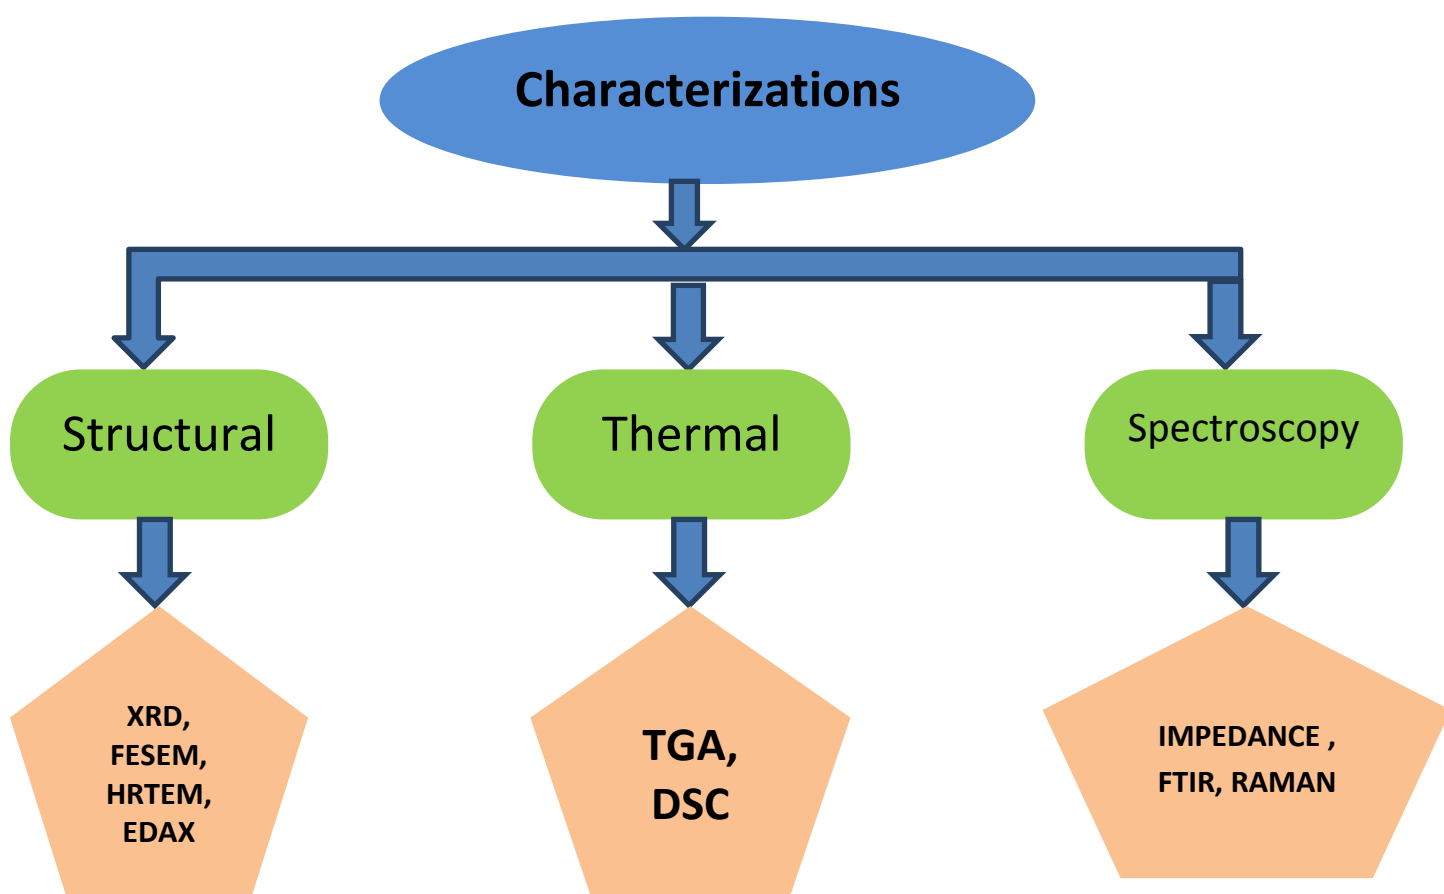 Characterizations
Structural
Thermal
Spectroscopy
XRD,
FESEM,
HRTEM,
EDAX
TGA,
DSC
IMPEDANCE ,
FTIR, RAMAN